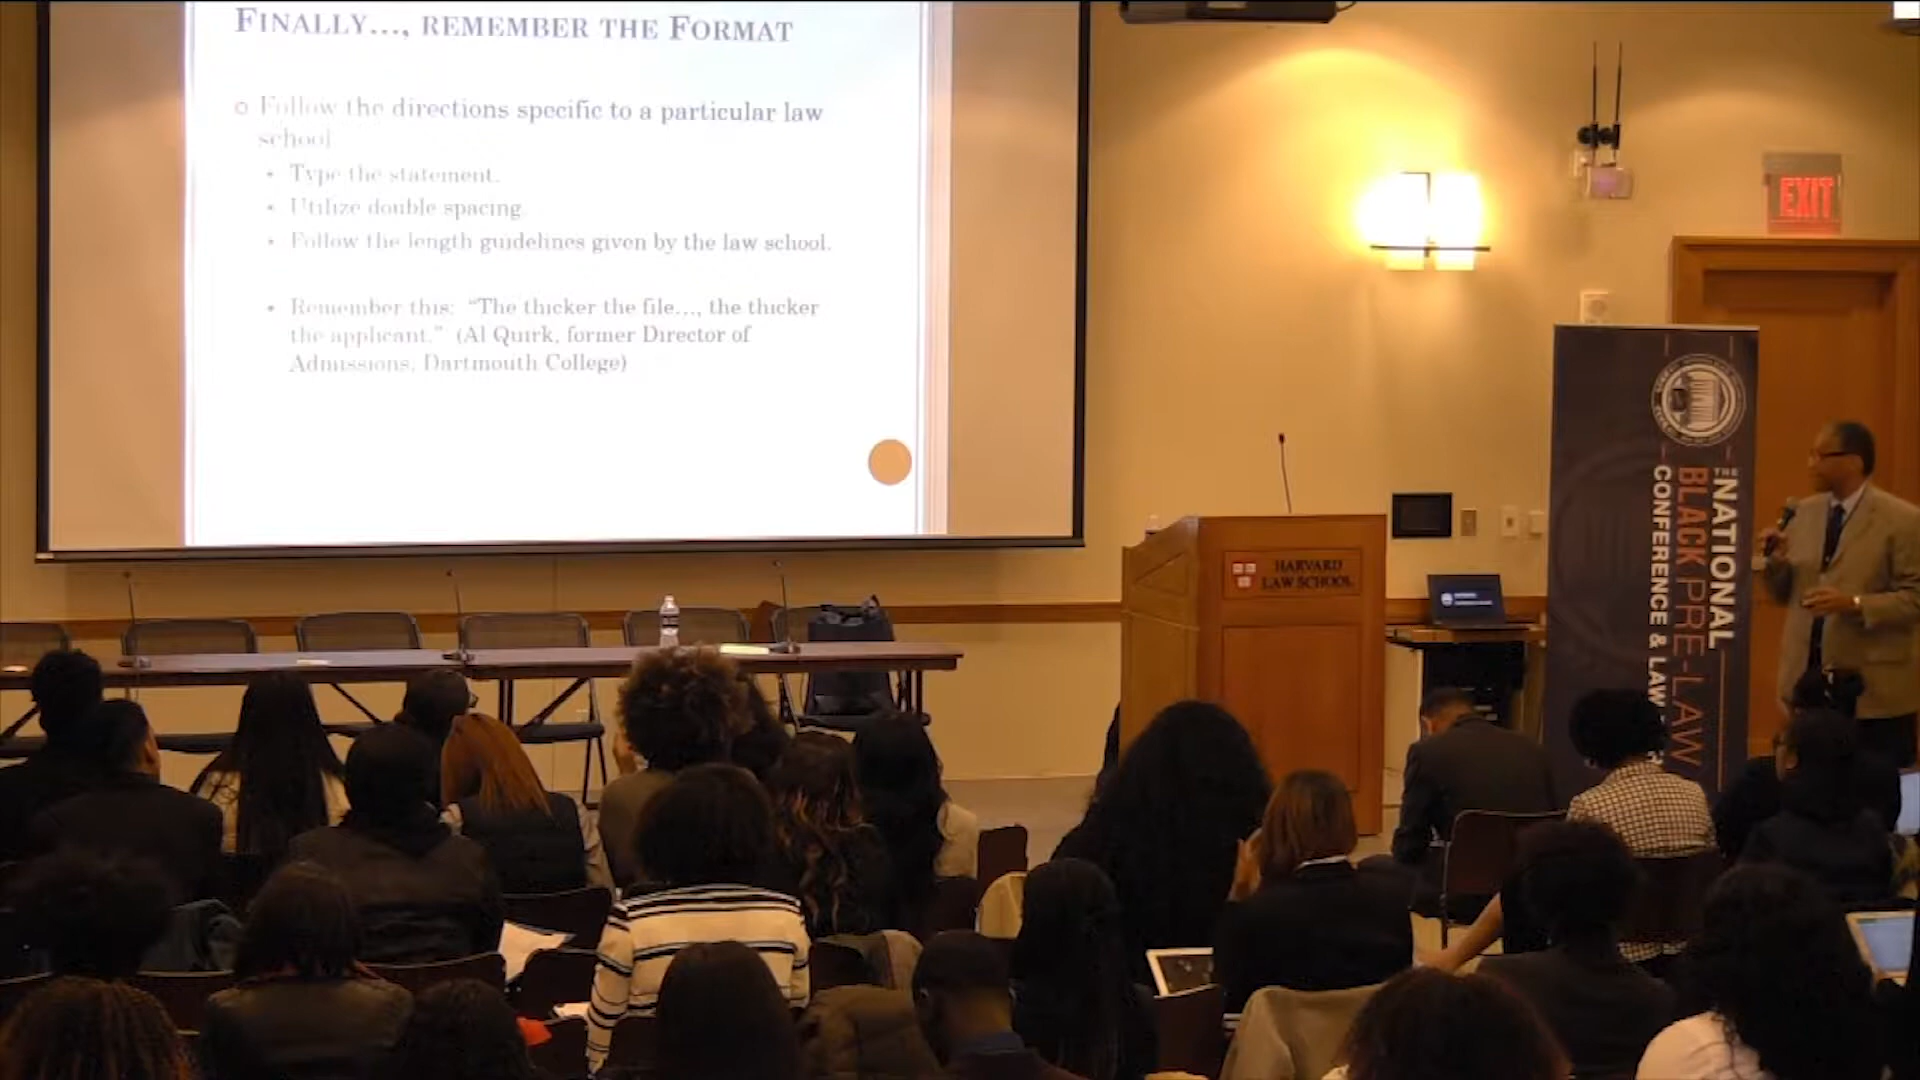 FINALLY..., REMEMBER THE FORMAT
Follow the directions specific to a particular law
school
Type the statement.
Utilize double spacing.
Follow the length guidelines given by the law school.
Remember this: “The thicker the file…, the thicker
the applicant.” (Al Quirk, former Director of
Admissions, Dartmouth College)
EXIT
HARVARD
LAW SCHOOL
THE
NATIONAL
BLACK PRE-LAW
CONFERENCE & LAW